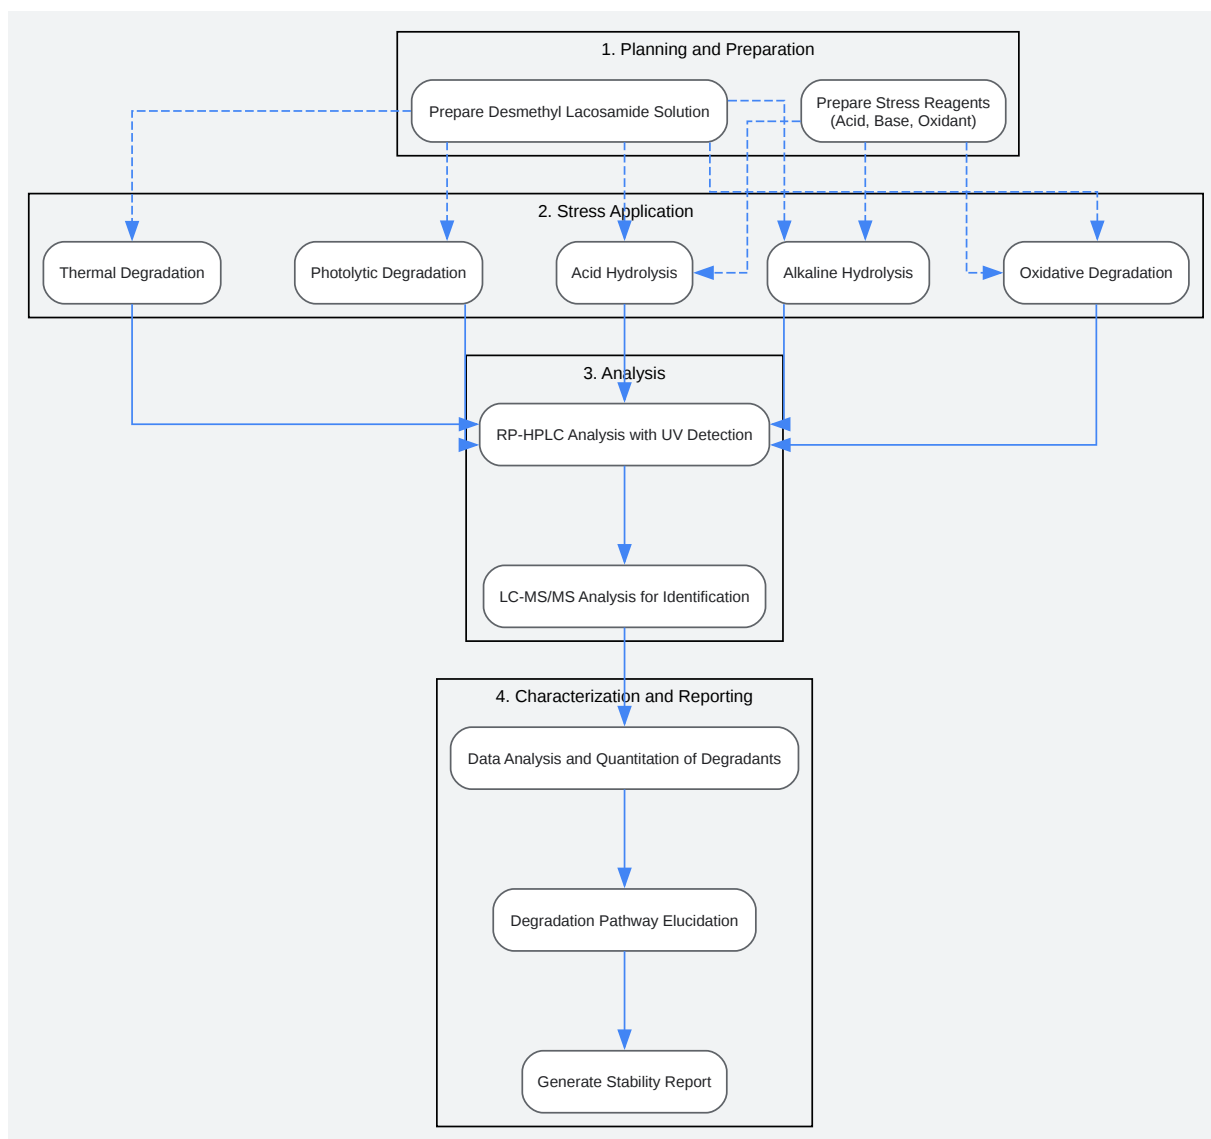 1. Planning and Preparation
Prepare Desmethyl Lacosamide Solution
Prepare Stress Reagents
(Acid, Base, Oxidant)
2. Stress Application
Thermal Degradation
Photolytic Degradation
Acid Hydrolysis
Alkaline Hydrolysis
Oxidative Degradation
3. Analysis
RP-HPLC Analysis with UV Detection
LC-MS/MS Analysis for Identification
4. Characterization and Reporting
Data Analysis and Quantitation of Degradants
Degradation Pathway Elucidation
Generate Stability Report